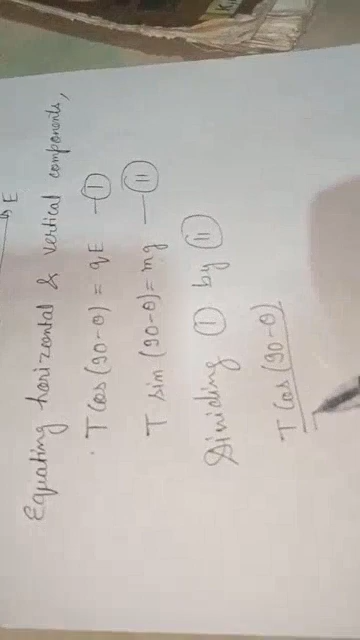 E
Equating horizontal & vertical components,
T Cos (90-θ) = qE —(I)
T sin (90-θ) = mg —(II)
Dividing (I) by (II)
T Cos (90-θ)